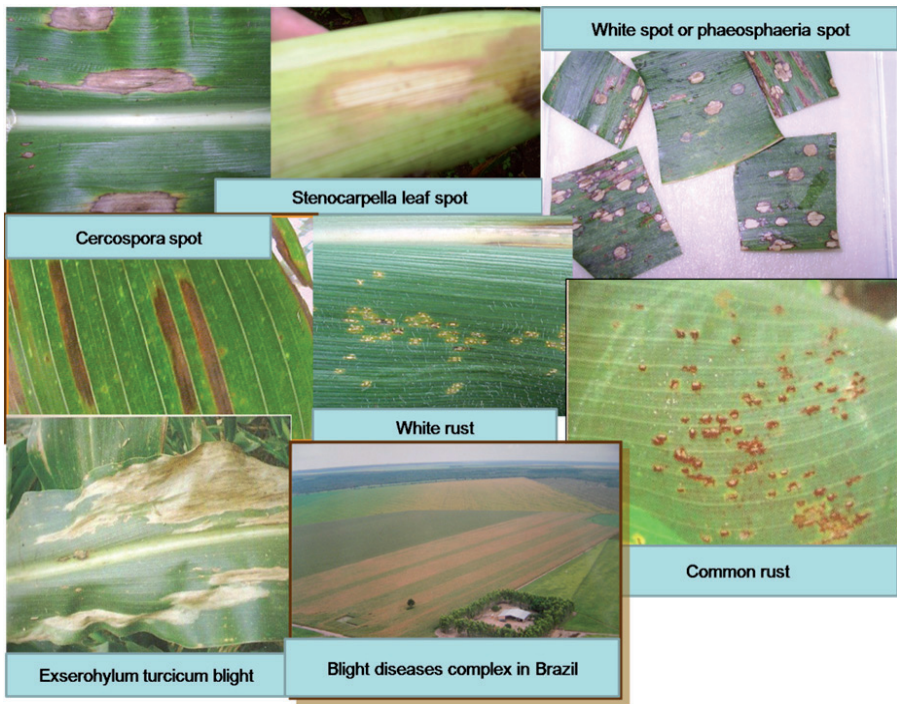 White spot or phaeosphaeria spot
Stenocarpella leaf spot
Cercospora spot
White rust
Common rust
Exserohylum turcicum blight
Blight diseases complex in Brazil